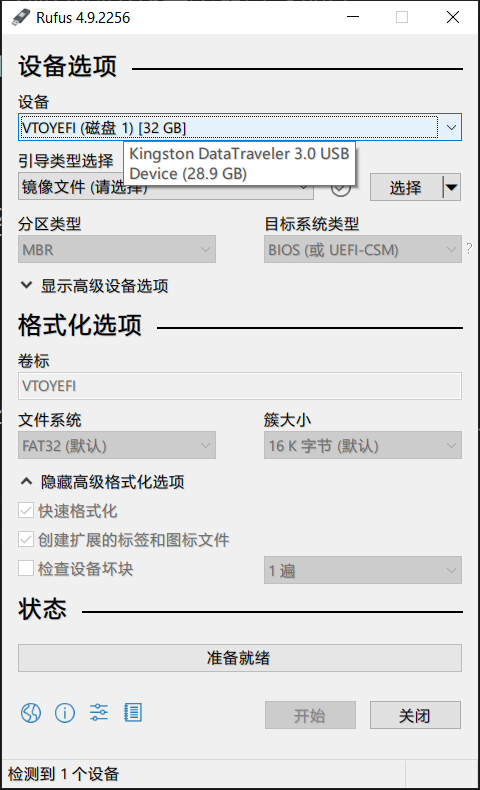 Rufus 4.9.2256
设备选项
设备
VTOYEFI (磁盘 1) [32 GB]
Kingston DataTraveler 3.0 USB
Device (28.9 GB)
引导类型选择
镜像文件 (请选择)
选择
分区类型
目标系统类型
MBR
BIOS (或 UEFI-CSM)
?
显示高级设备选项
格式化选项
卷标
VTOYEFI
文件系统
簇大小
FAT32 (默认)
16 K 字节 (默认)
隐藏高级格式化选项
快速格式化
创建扩展的标签和图标文件
检查设备坏块
1 遍
状态
准备就绪
开始
关闭
检测到 1 个设备